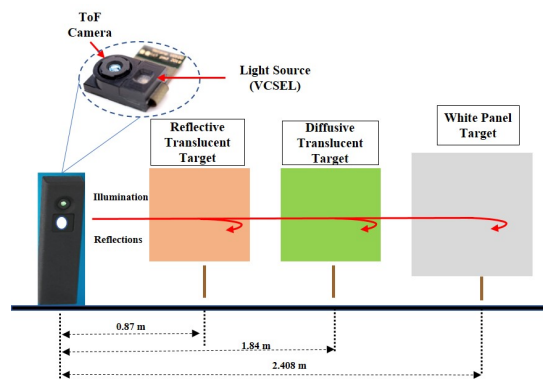 ToF
Camera
Light Source
(VCSEL)
Reflective
Translucent
Target
Diffusive
Translucent
Target
White Panel
Target
Illumination
Reflections
0.87 m
1.84 m
2.408 m